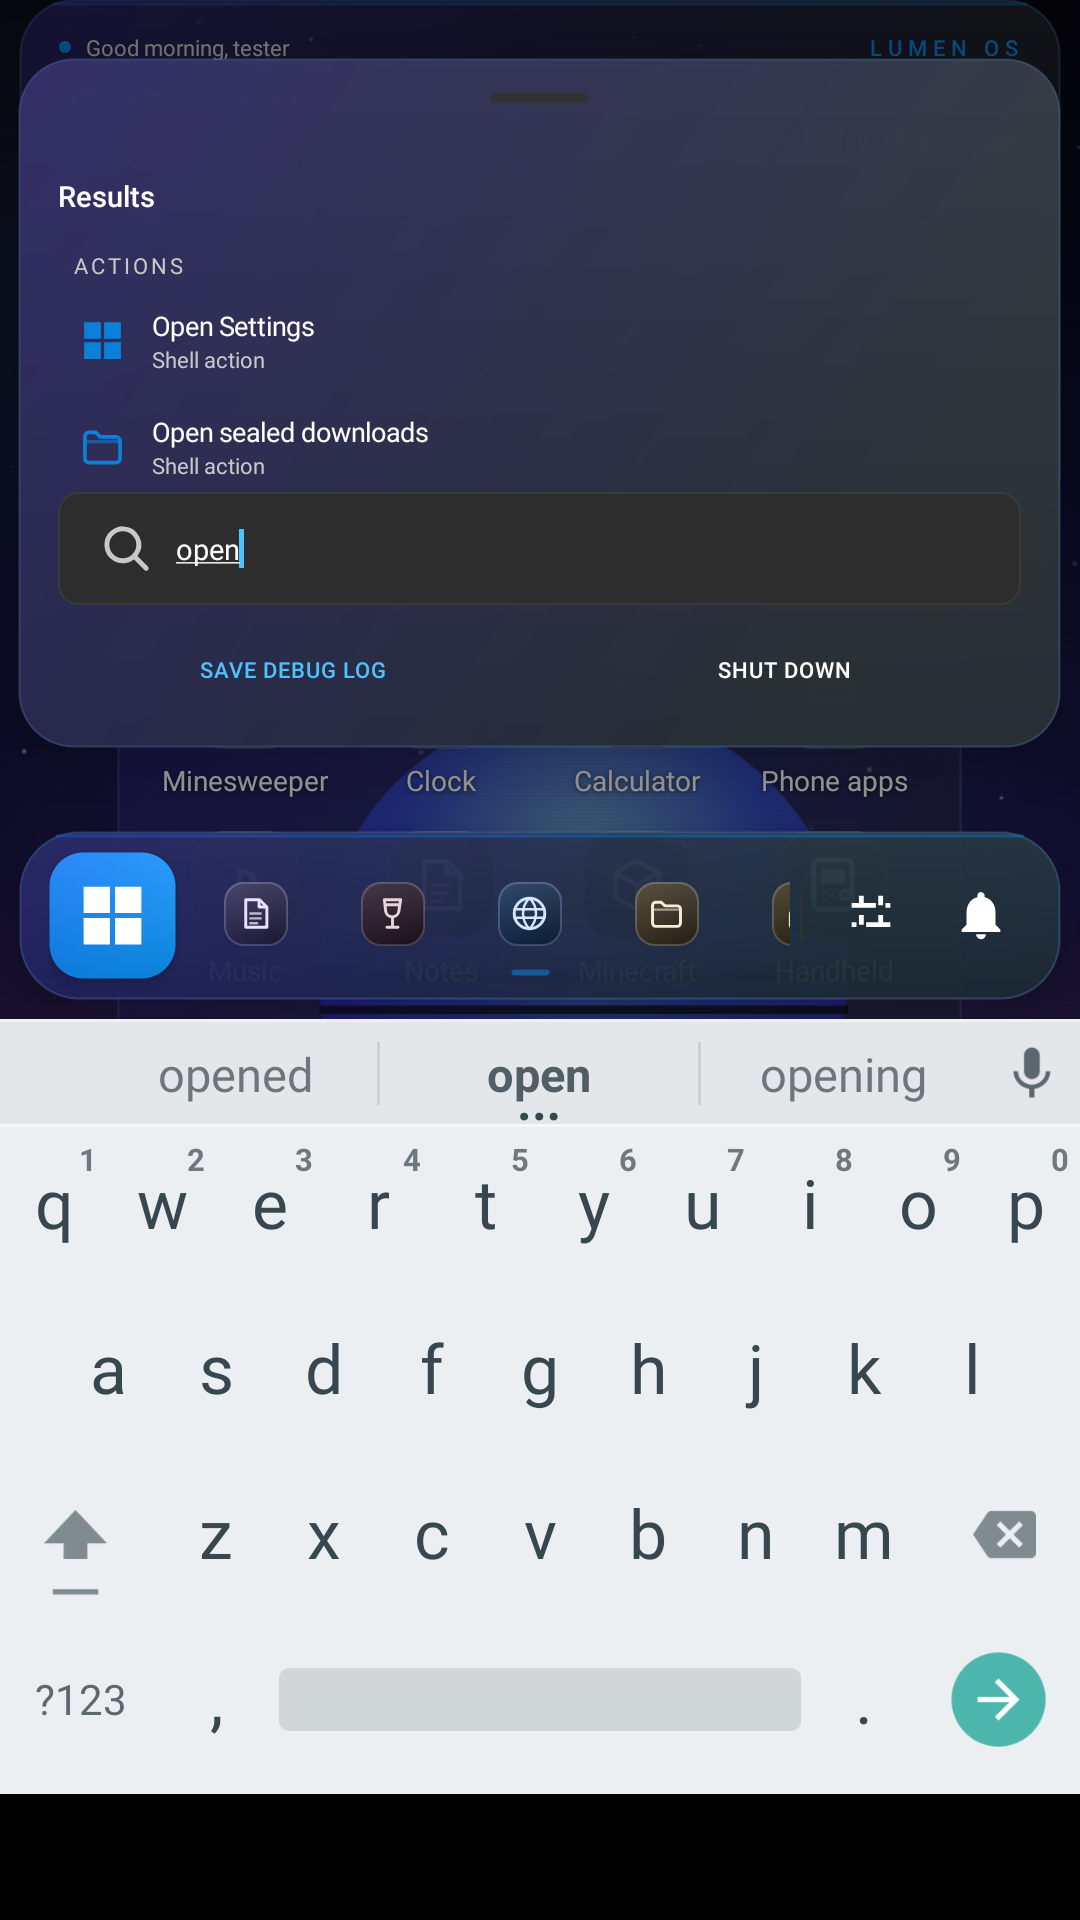 Good morning, tester
LUMEN OS
Results
ACTIONS
Open Settings
Shell action
Open sealed downloads
Shell action
open
SAVE DEBUG LOG
SHUT DOWN
Minesweeper Clock Calculator Phone apps
Music Notes Minecraft Handheld
opened open opening
1 2 3 4 5 6 7 8 9 0
q w e r t y u i o p
a s d f g h j k l
z x c v b n m
?123 , .